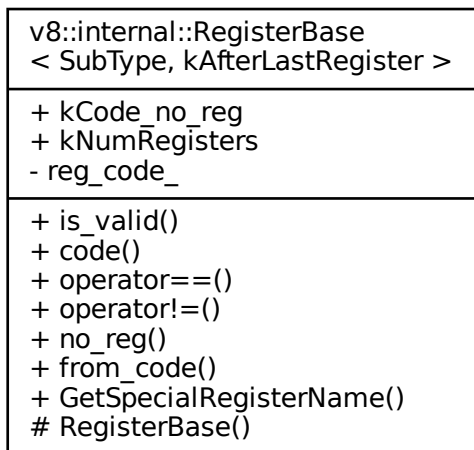 v8::internal::RegisterBase
< SubType, kAfterLastRegister >
+ kCode_no_reg
+ kNumRegisters
- reg_code_
+ is_valid()
+ code()
+ operator==()
+ operator!=()
+ no_reg()
+ from_code()
+ GetSpecialRegisterName()
# RegisterBase()